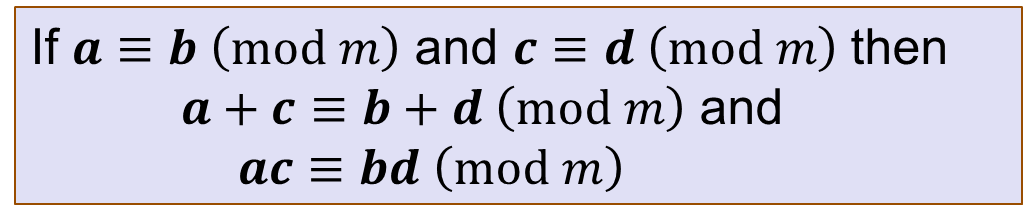 If a ≡ b (mod m) and c ≡ d (mod m) then
a + c ≡ b + d (mod m) and
ac ≡ bd (mod m)